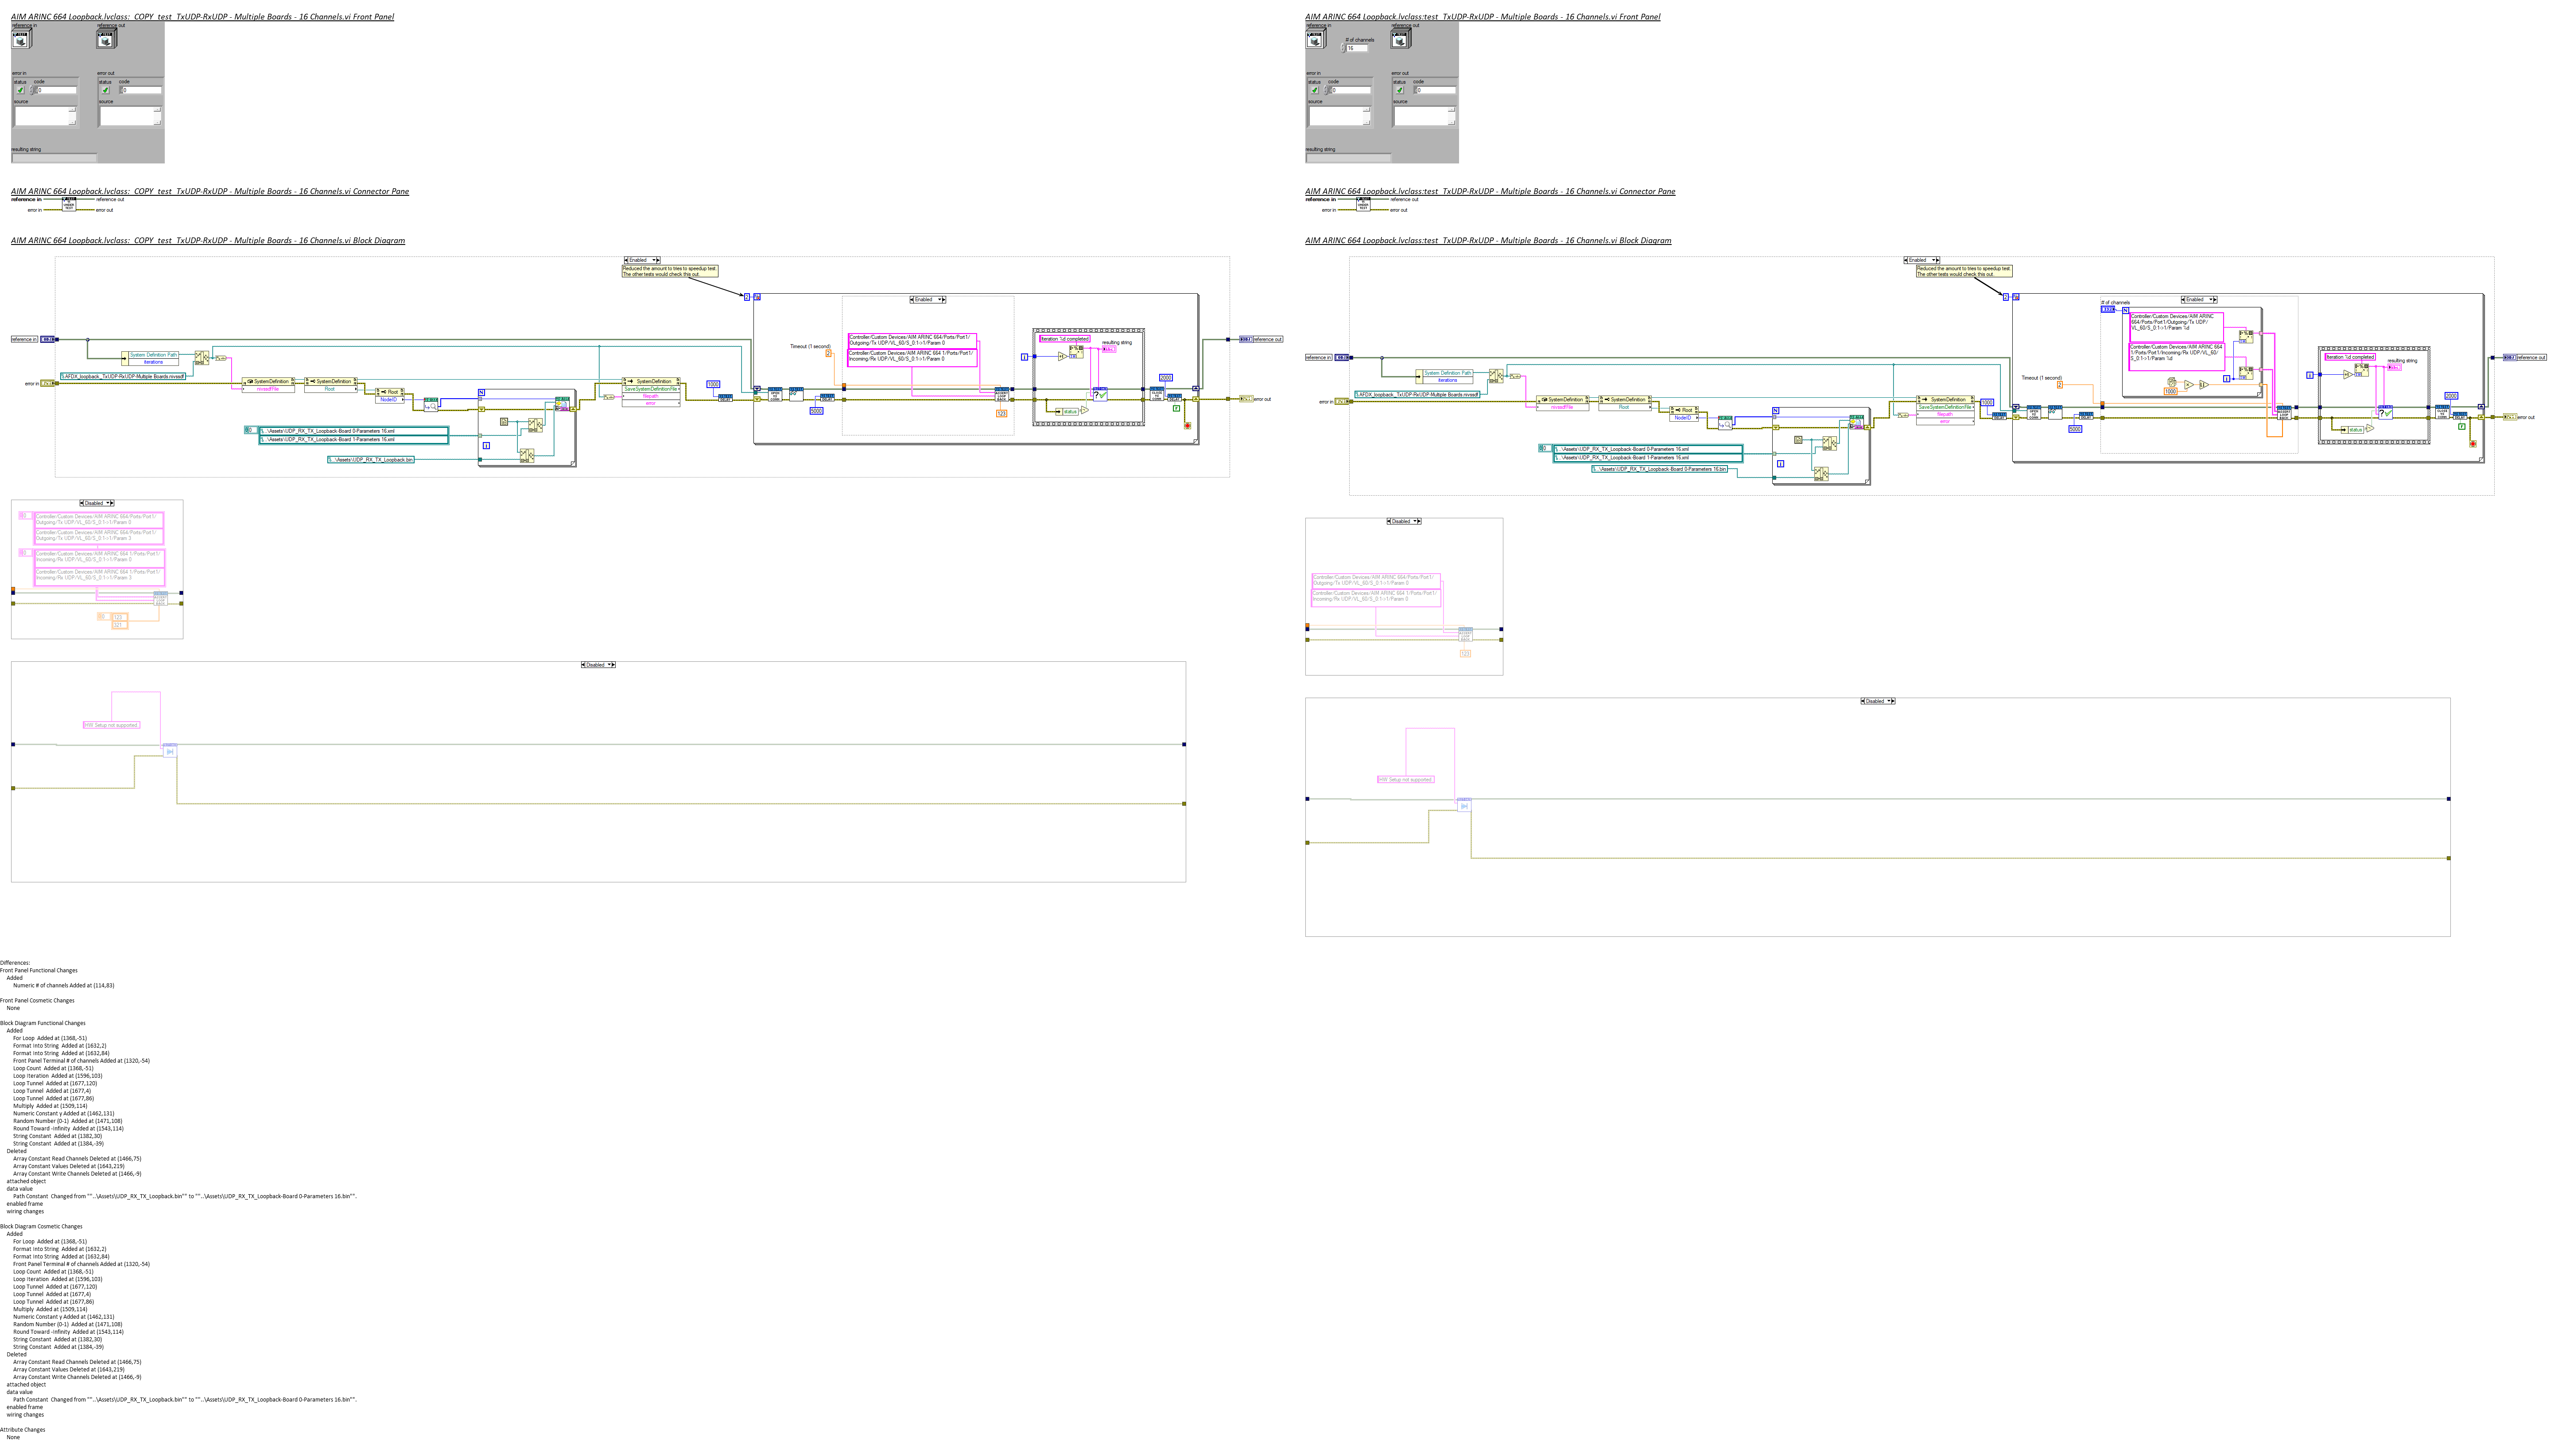 AIM ARINC 664 Loopback.lvclass:  COPY_test  TxUDP-RxUDP - Multiple Boards - 16 Channels.vi Front Panel
reference in
reference out
error in
error out
status
code
status
code
0
0
source
source
resulting string
AIM ARINC 664 Loopback.lvclass:  COPY_test  TxUDP-RxUDP - Multiple Boards - 16 Channels.vi Connector Pane
reference in
reference out
error in
error out
AIM ARINC 664 Loopback.lvclass:  COPY_test  TxUDP-RxUDP - Multiple Boards - 16 Channels.vi Block Diagram
Enabled
Reduced the amount to tries to speedup test.
The other tests would check this out.
2
Enabled
Controller/Custom Devices/AIM ARINC 664/Ports/Port1/
Outgoing/Tx UDP/VL_60/S_0:1->1/Param 0
Controller/Custom Devices/AIM ARINC 664 1/Ports/Port1/
Incoming/Rx UDP/VL_60/S_0:1->1/Param 0
Timeout (1 second)
2
Iteration %d completed
resulting string
reference in
reference out
System Definition Path
iterations
\\AFDX_loopback_TxUDP-RxUDP-Multiple Boards.nivssdf
error in
error out
SystemDefinition
nivssdfFile
SystemDefinition
Root
Root
NodeID
SystemDefinition
SaveSystemDefinitionFile
filepath
error
1000
5000
2000
123
status
F
N
i
..\Assets\UDP_RX_TX_Loopback-Board 0-Parameters 16.xml
..\Assets\UDP_RX_TX_Loopback-Board 1-Parameters 16.xml
..\Assets\UDP_RX_TX_Loopback.bin
Disabled
Controller/Custom Devices/AIM ARINC 664/Ports/Port1/
Outgoing/Tx UDP/VL_60/S_0:1->1/Param 0
Controller/Custom Devices/AIM ARINC 664/Ports/Port1/
Outgoing/Tx UDP/VL_60/S_0:1->1/Param 3
Controller/Custom Devices/AIM ARINC 664 1/Ports/Port1/
Incoming/Rx UDP/VL_60/S_0:1->1/Param 0
Controller/Custom Devices/AIM ARINC 664 1/Ports/Port1/
Incoming/Rx UDP/VL_60/S_0:1->1/Param 3
123
321
Disabled
HW Setup not supported.
AIM ARINC 664 Loopback.lvclass:test  TxUDP-RxUDP - Multiple Boards - 16 Channels.vi Front Panel
reference in
reference out
# of channels
16
error in
error out
status
code
status
code
0
0
source
source
resulting string
AIM ARINC 664 Loopback.lvclass:test  TxUDP-RxUDP - Multiple Boards - 16 Channels.vi Connector Pane
reference in
reference out
error in
error out
AIM ARINC 664 Loopback.lvclass:test  TxUDP-RxUDP - Multiple Boards - 16 Channels.vi Block Diagram
Enabled
Reduced the amount to tries to speedup test.
The other tests would check this out.
2
# of channels
Enabled
N
Controller/Custom Devices/AIM ARINC
664/Ports/Port1/Outgoing/Tx UDP/
VL_60/S_0:1->1/Param %d
Controller/Custom Devices/AIM ARINC 664
1/Ports/Port1/Incoming/Rx UDP/VL_60/
S_0:1->1/Param %d
1000
i
Timeout (1 second)
2
Iteration %d completed
resulting string
reference in
reference out
System Definition Path
iterations
\\AFDX_loopback_TxUDP-RxUDP-Multiple Boards.nivssdf
error in
error out
SystemDefinition
nivssdfFile
SystemDefinition
Root
Root
NodeID
SystemDefinition
SaveSystemDefinitionFile
filepath
error
1000
5000
2000
status
F
N
i
..\Assets\UDP_RX_TX_Loopback-Board 0-Parameters 16.xml
..\Assets\UDP_RX_TX_Loopback-Board 1-Parameters 16.xml
..\Assets\UDP_RX_TX_Loopback-Board 0-Parameters 16.bin
Disabled
Controller/Custom Devices/AIM ARINC 664/Ports/Port1/
Outgoing/Tx UDP/VL_60/S_0:1->1/Param 0
Controller/Custom Devices/AIM ARINC 664 1/Ports/Port1/
Incoming/Rx UDP/VL_60/S_0:1->1/Param 0
123
Disabled
HW Setup not supported.
Differences:
Front Panel Functional Changes
Added
Numeric # of channels Added at (114,83)
Front Panel Cosmetic Changes
None
Block Diagram Functional Changes
Added
For Loop  Added at (1368,-51)
Format Into String  Added at (1632,2)
Format Into String  Added at (1632,84)
Front Panel Terminal # of channels Added at (1320,-54)
Loop Count  Added at (1368,-51)
Loop Iteration  Added at (1596,103)
Loop Tunnel  Added at (1677,120)
Loop Tunnel  Added at (1677,4)
Loop Tunnel  Added at (1677,86)
Multiply  Added at (1509,114)
Numeric Constant y Added at (1462,131)
Random Number (0-1)  Added at (1471,108)
Round Toward -Infinity  Added at (1543,114)
String Constant  Added at (1382,30)
String Constant  Added at (1384,-39)
Deleted
Array Constant Read Channels Deleted at (1466,75)
Array Constant Values Deleted at (1643,219)
Array Constant Write Channels Deleted at (1466,-9)
attached object
data value
Path Constant  Changed from ""..\Assets\UDP_RX_TX_Loopback.bin"" to ""..\Assets\UDP_RX_TX_Loopback-Board 0-Parameters 16.bin"".
enabled frame
wiring changes
Block Diagram Cosmetic Changes
Added
For Loop  Added at (1368,-51)
Format Into String  Added at (1632,2)
Format Into String  Added at (1632,84)
Front Panel Terminal # of channels Added at (1320,-54)
Loop Count  Added at (1368,-51)
Loop Iteration  Added at (1596,103)
Loop Tunnel  Added at (1677,120)
Loop Tunnel  Added at (1677,4)
Loop Tunnel  Added at (1677,86)
Multiply  Added at (1509,114)
Numeric Constant y Added at (1462,131)
Random Number (0-1)  Added at (1471,108)
Round Toward -Infinity  Added at (1543,114)
String Constant  Added at (1382,30)
String Constant  Added at (1384,-39)
Deleted
Array Constant Read Channels Deleted at (1466,75)
Array Constant Values Deleted at (1643,219)
Array Constant Write Channels Deleted at (1466,-9)
attached object
data value
Path Constant  Changed from ""..\Assets\UDP_RX_TX_Loopback.bin"" to ""..\Assets\UDP_RX_TX_Loopback-Board 0-Parameters 16.bin"".
enabled frame
wiring changes
Attribute Changes
None